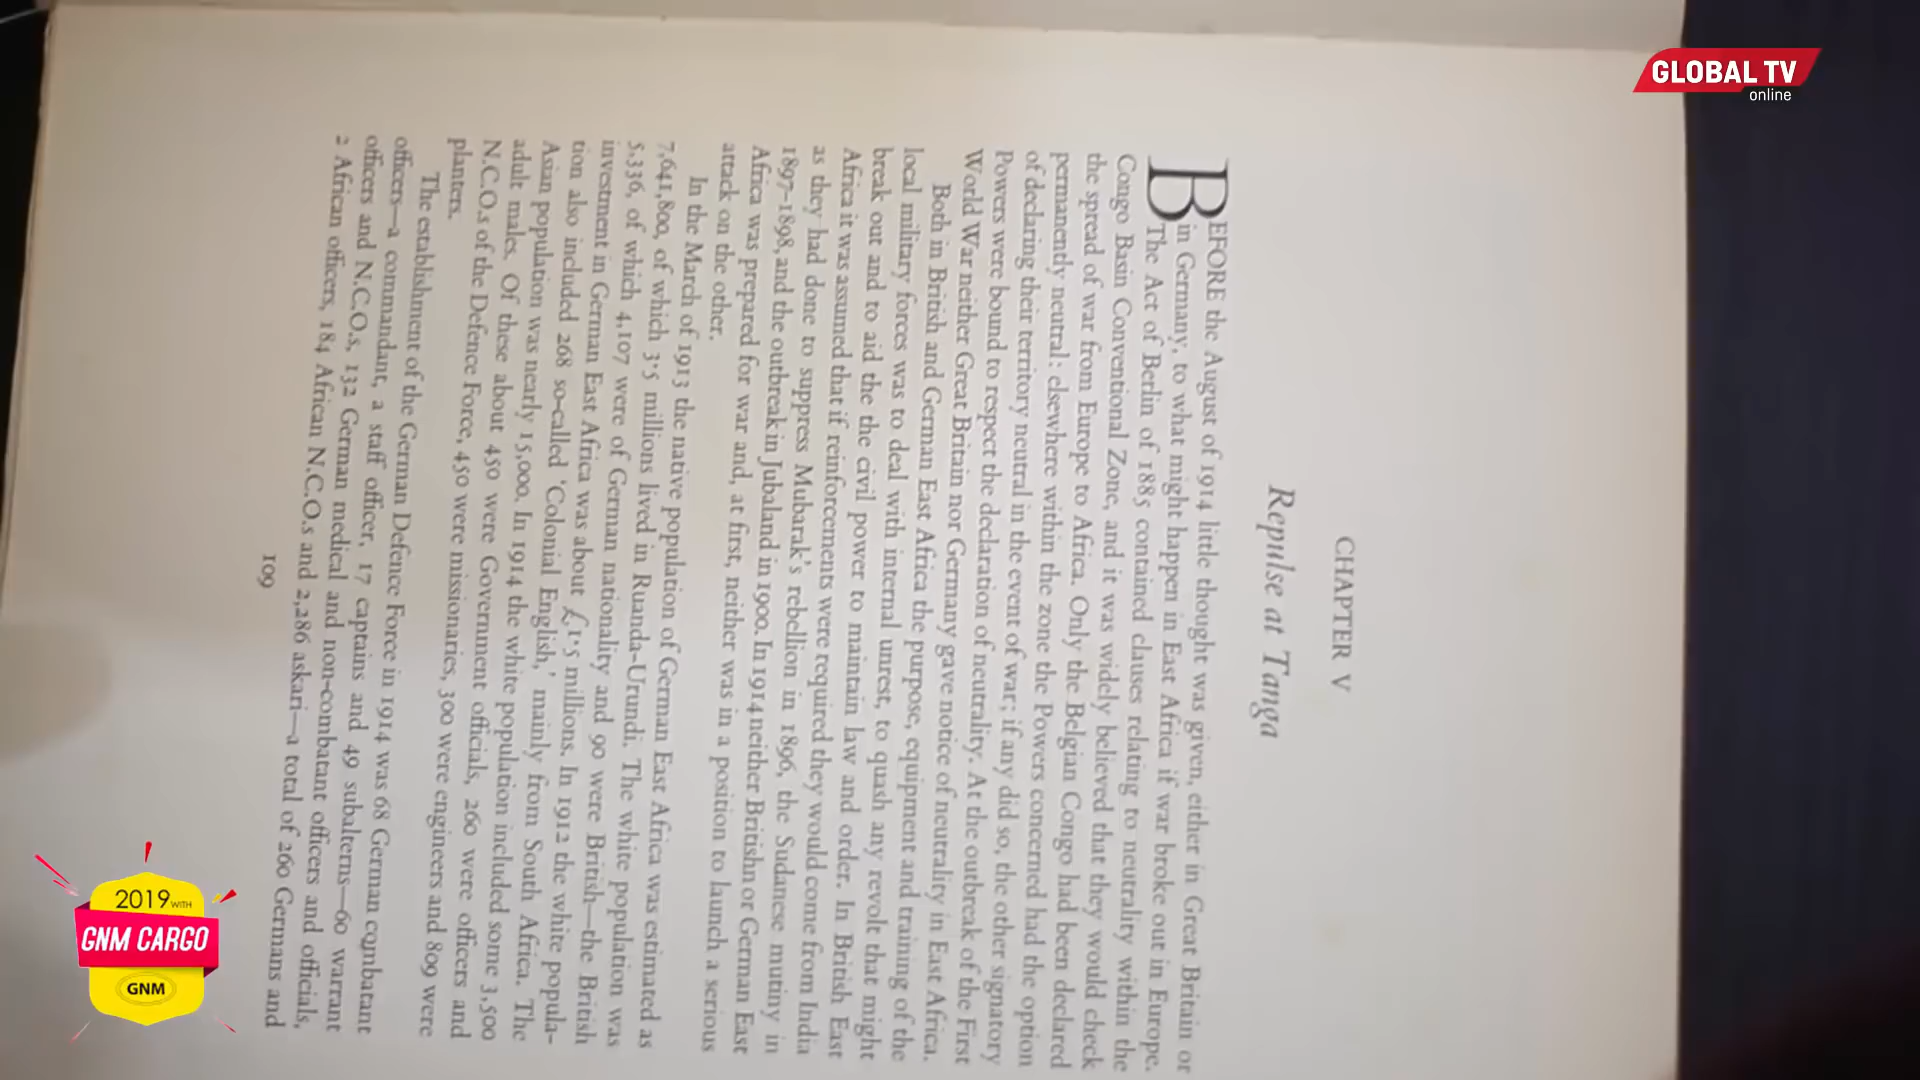 CHAPTER V
Repulse at Tanga
BEFORE the August of 1914 little thought was given, either in Great Britain or
in Germany, to what might happen in East Africa if war broke out in Europe.
The Act of Berlin of 1885 contained clauses relating to neutrality within the
Congo Basin Conventional Zone, and it was widely believed that they would check
the spread of war from Europe to Africa. Only the Belgian Congo had been declared
permanently neutral: elsewhere within the zone the Powers concerned had the option
of declaring their territory neutral in the event of war; if any did so, the other signatory
Powers were bound to respect the declaration of neutrality. At the outbreak of the First
World War neither Great Britain nor Germany gave notice of neutrality in East Africa.
Both in British and German East Africa the purpose, equipment and training of the
local military forces was to deal with internal unrest, to quash any revolt that might
break out and to aid the the civil power to maintain law and order. In British East
Africa it was assumed that if reinforcements were required they would come from India
as they had done to suppress Mubarak's rebellion in 1896, the Sudanese mutiny in
1897-1898, and the outbreak in Jubaland in 1900. In 1914 neither British or German East
Africa was prepared for war and, at first, neither was in a position to launch a serious
attack on the other.
In the March of 1913 the native population of German East Africa was estimated as
7,641,800, of which 3·5 millions lived in Ruanda-Urundi. The white population was
5,336, of which 4,107 were of German nationality and 90 were British—the British
investment in German East Africa was about £1·5 millions. In 1912 the white popula-
tion also included 268 so-called 'Colonial English,' mainly from South Africa. The
Asian population was nearly 15,000. In 1914 the white population included some 3,500
adult males. Of these about 450 were Government officials, 260 were officers and
N.C.O.s of the Defence Force, 450 were missionaries, 300 were engineers and 809 were
planters.
The establishment of the German Defence Force in 1914 was 68 German combatant
officers—a commandant, a staff officer, 17 captains and 49 subalterns—60 warrant
officers and N.C.O.s, 132 German medical and non-combatant officers and officials,
2 African officers, 184 African N.C.O.s and 2,286 askari—a total of 260 Germans and
109
GLOBAL TV
online
2019 WITH
GNM CARGO
GNM